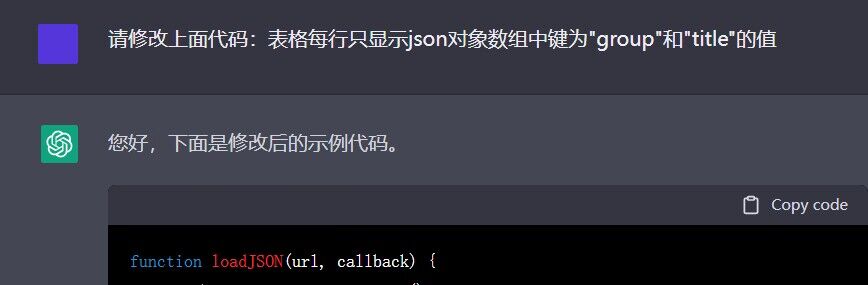 请修改上面代码：表格每行只显示json对象数组中键为"group"和"title"的值
您好，下面是修改后的示例代码。
Copy code
function loadJSON(url, callback) {